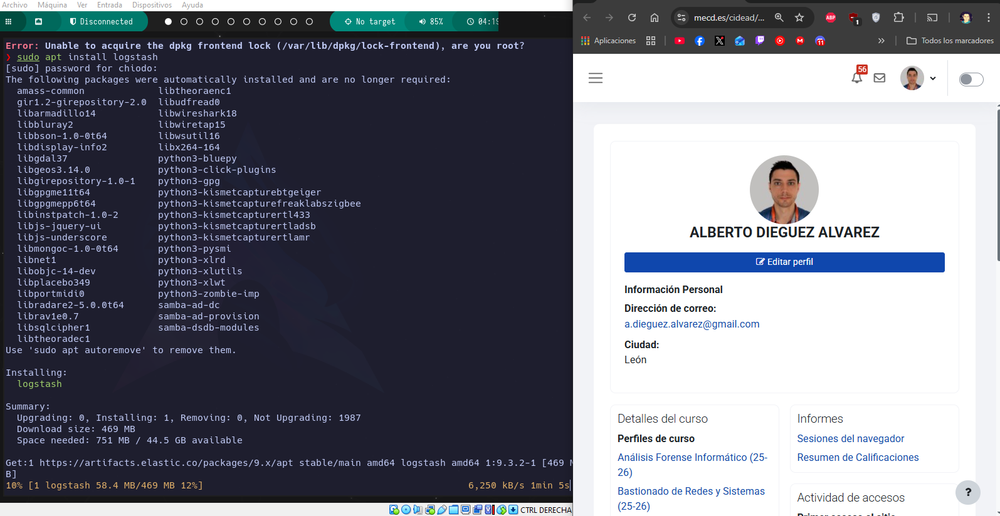 Archivo Máquina Ver Entrada Dispositivos Ayuda
Disconnected
No target
85%
04:19
Error: Unable to acquire the dpkg frontend lock (/var/lib/dpkg/lock-frontend), are you root?
❯ sudo apt install logstash
[sudo] password for chiodo:
The following packages were automatically installed and are no longer required:
amass-common libtheoraenc1
gir1.2-girepository-2.0 libudfread0
libarmadillo14 libwireshark18
libbluray2 libwiretap15
libbson-1.0-0t64 libwsutil16
libdisplay-info2 libx264-164
libgdal37 python3-bluepy
libgeos3.14.0 python3-click-plugins
libgirepository-1.0-1 python3-gpg
libgpgme11t64 python3-kismetcapturebtgeiger
libgpgmepp6t64 python3-kismetcapturefreaklabszigbee
libinstpatch-1.0-2 python3-kismetcapturertl433
libjs-jquery-ui python3-kismetcapturertladsb
libjs-underscore python3-kismetcapturertlamr
libmongoc-1.0-0t64 python3-pysmi
libnet1 python3-xlrd
libobjc-14-dev python3-xlutils
libplacebo349 python3-xlwt
libportmidi0 python3-zombie-imp
libradare2-5.0.0t64 samba-ad-dc
librav1e0.7 samba-ad-provision
libsqlcipher1 samba-dsdb-modules
libtheoradec1
Use 'sudo apt autoremove' to remove them.
Installing:
logstash
Summary:
Upgrading: 0, Installing: 1, Removing: 0, Not Upgrading: 1987
Download size: 469 MB
Space needed: 751 MB / 44.5 GB available
Get:1 https://artifacts.elastic.co/packages/9.x/apt stable/main amd64 logstash amd64 1:9.3.2-1 [469 M
B]
10% [1 logstash 58.4 MB/469 MB 12%] 6,250 kB/s 1min 5s
CTRL DERECHA
mecd.es/cidead/...
ABP
1
Aplicaciones
11
» Todos los marcadores
56
ALBERTO DIEGUEZ ALVAREZ
Editar perfil
Información Personal
Dirección de correo:
a.dieguez.alvarez@gmail.com
Ciudad:
León
Detalles del curso
Perfiles de curso
Análisis Forense Informático (25-
26)
Bastionado de Redes y Sistemas
(25-26)
Informes
Sesiones del navegador
Resumen de Calificaciones
Actividad de accesos
Primer acceso al sitio
?